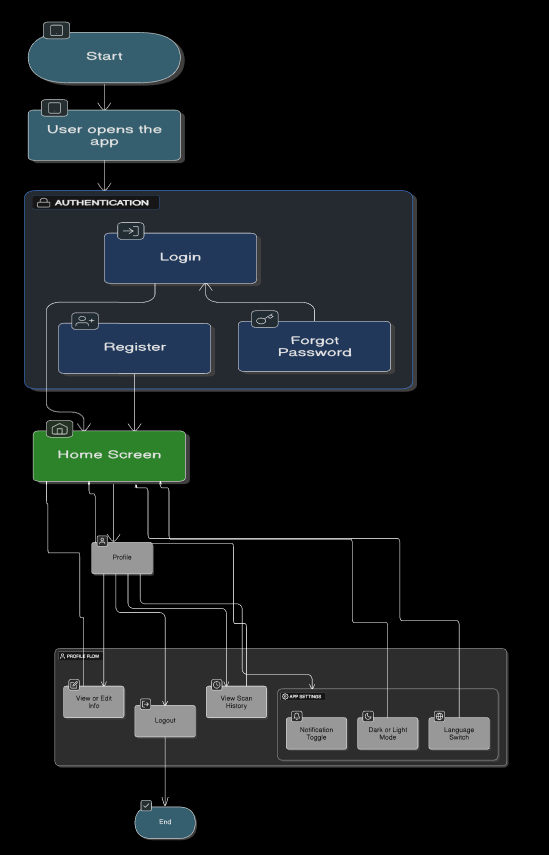 Start
User opens the
app
AUTHENTICATION
Login
Register
Forgot
Password
Home Screen
Profile
PROFILE FLOW
View or Edit
Info
Logout
View Scan
History
APP SETTINGS
Notification
Toggle
Dark or Light
Mode
Language
Switch
End